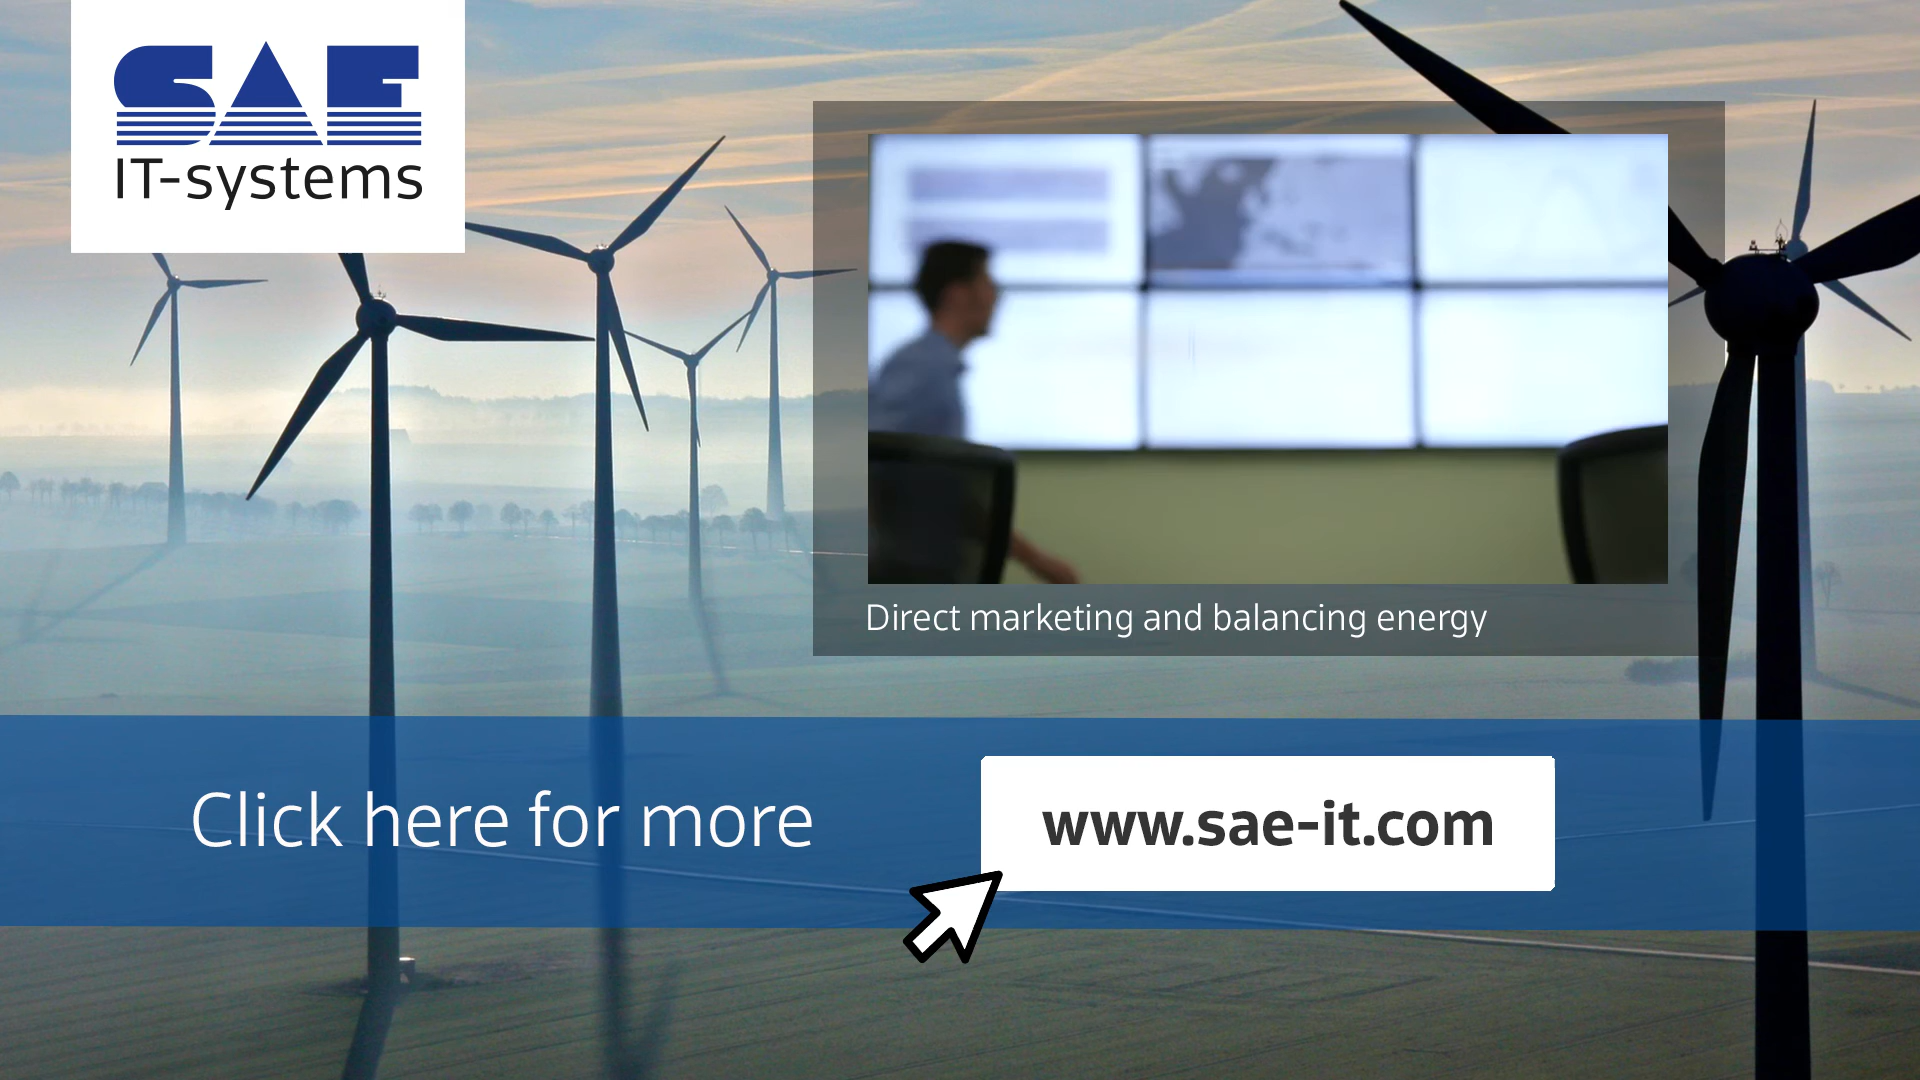 SAE
IT-systems
Direct marketing and balancing energy
Click here for more
www.sae-it.com